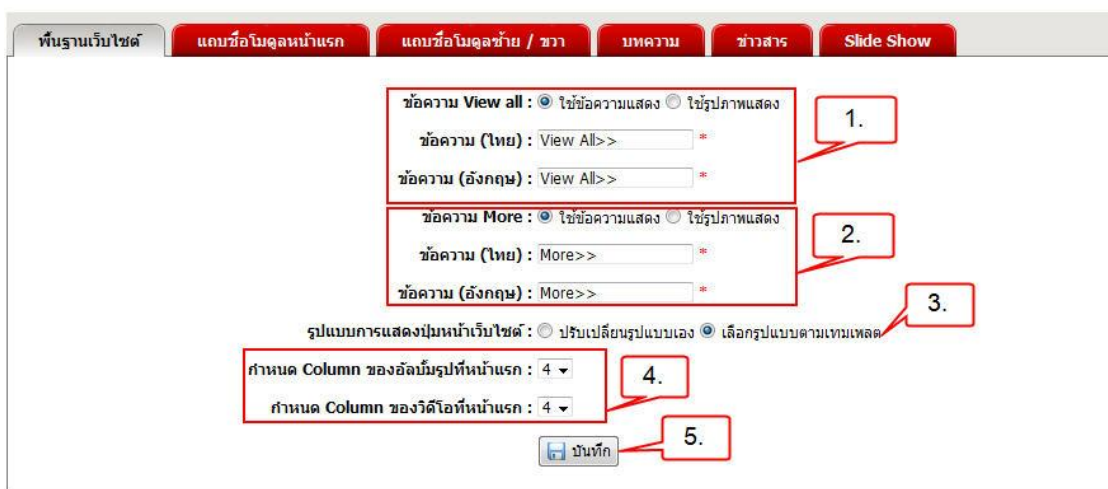 พื้นฐานเว็บไซต์ แถบชื่อโมดูลหน้าแรก แถบชื่อโมดูลซ้าย / ขวา บทความ ข่าวสาร Slide Show
ข้อความ View all : ใช้ข้อความแสดง ใช้รูปภาพแสดง
1.
ข้อความ (ไทย) : View All>> *
ข้อความ (อังกฤษ) : View All>> *
ข้อความ More : ใช้ข้อความแสดง ใช้รูปภาพแสดง
2.
ข้อความ (ไทย) : More>> *
ข้อความ (อังกฤษ) : More>> *
3.
รูปแบบการแสดงปุ่มหน้าเว็บไซต์ : ปรับเปลี่ยนรูปแบบเอง เลือกรูปแบบตามเทมเพลต
กำหนด Column ของอัลบั้มรูปที่หน้าแรก : 4
4.
กำหนด Column ของวิดีโอที่หน้าแรก : 4
บันทึก 5.